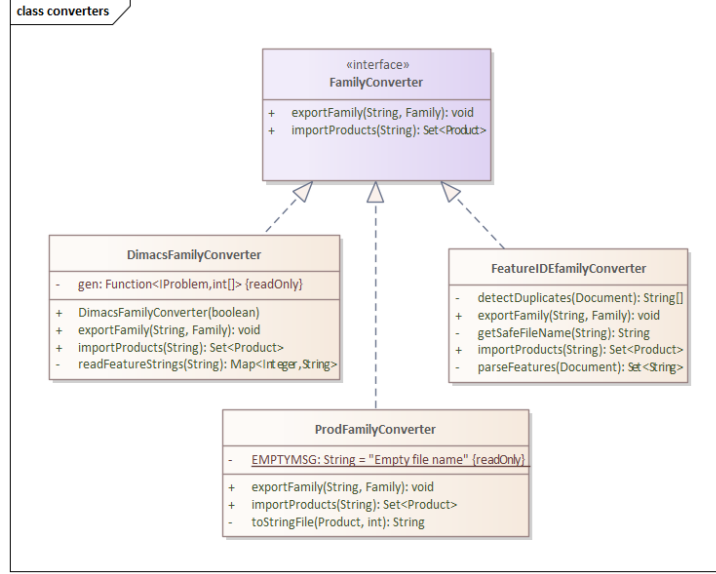 class converters
«interface»
FamilyConverter
+ exportFamily(String, Family): void
+ importProducts(String): Set<Product>
DimacsFamilyConverter
- gen: Function<IProblem,int[]> {readOnly}
+ DimacsFamilyConverter(boolean)
+ exportFamily(String, Family): void
+ importProducts(String): Set<Product>
- readFeatureStrings(String): Map<Integer,String>
FeatureIDEfamilyConverter
- detectDuplicates(Document): String[]
+ exportFamily(String, Family): void
- getSafeFileName(String): String
+ importProducts(String): Set<Product>
- parseFeatures(Document): Set<String>
ProdFamilyConverter
- EMPTYMSG: String = "Empty file name" {readOnly}
+ exportFamily(String, Family): void
+ importProducts(String): Set<Product>
- toStringFile(Product, int): String